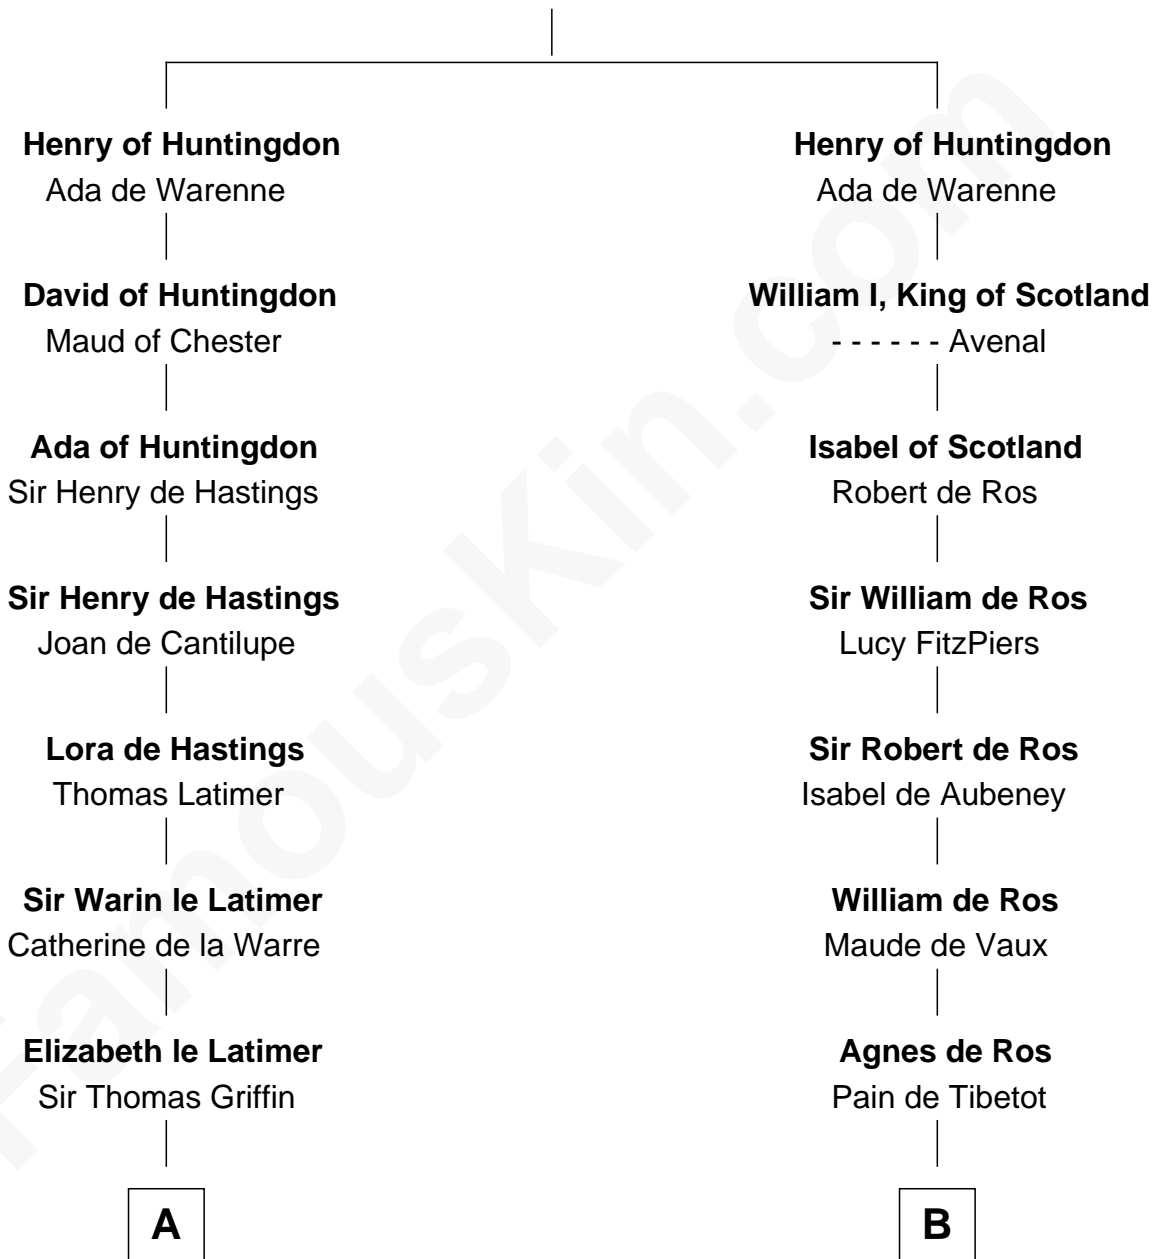 Henry of Huntingdon
Ada de Warenne
David of Huntingdon
Maud of Chester
Ada of Huntingdon
Sir Henry de Hastings
Sir Henry de Hastings
Joan de Cantilupe
Lora de Hastings
Thomas Latimer
Sir Warin le Latimer
Catherine de la Warre
Elizabeth le Latimer
Sir Thomas Griffin
A
Henry of Huntingdon
Ada de Warenne
William I, King of Scotland
- - - - - - Avenal
Isabel of Scotland
Robert de Ros
Sir William de Ros
Lucy FitzPiers
Sir Robert de Ros
Isabel de Aubeney
William de Ros
Maude de Vaux
Agnes de Ros
Pain de Tibetot
B
FamousKin.com